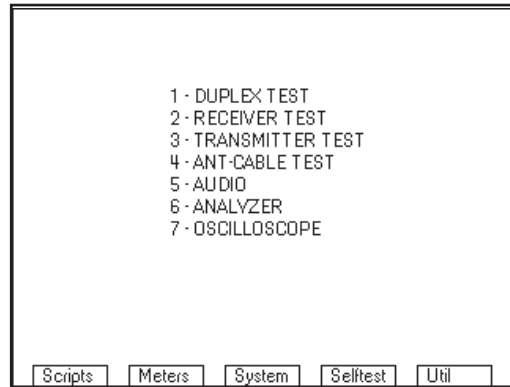 1 - DUPLEX TEST
2 - RECEIVER TEST
3 - TRANSMITTER TEST
4 - ANT-CABLE TEST
5 - AUDIO
6 - ANALYZER
7 - OSCILLOSCOPE
Scripts Meters System Selftest Util